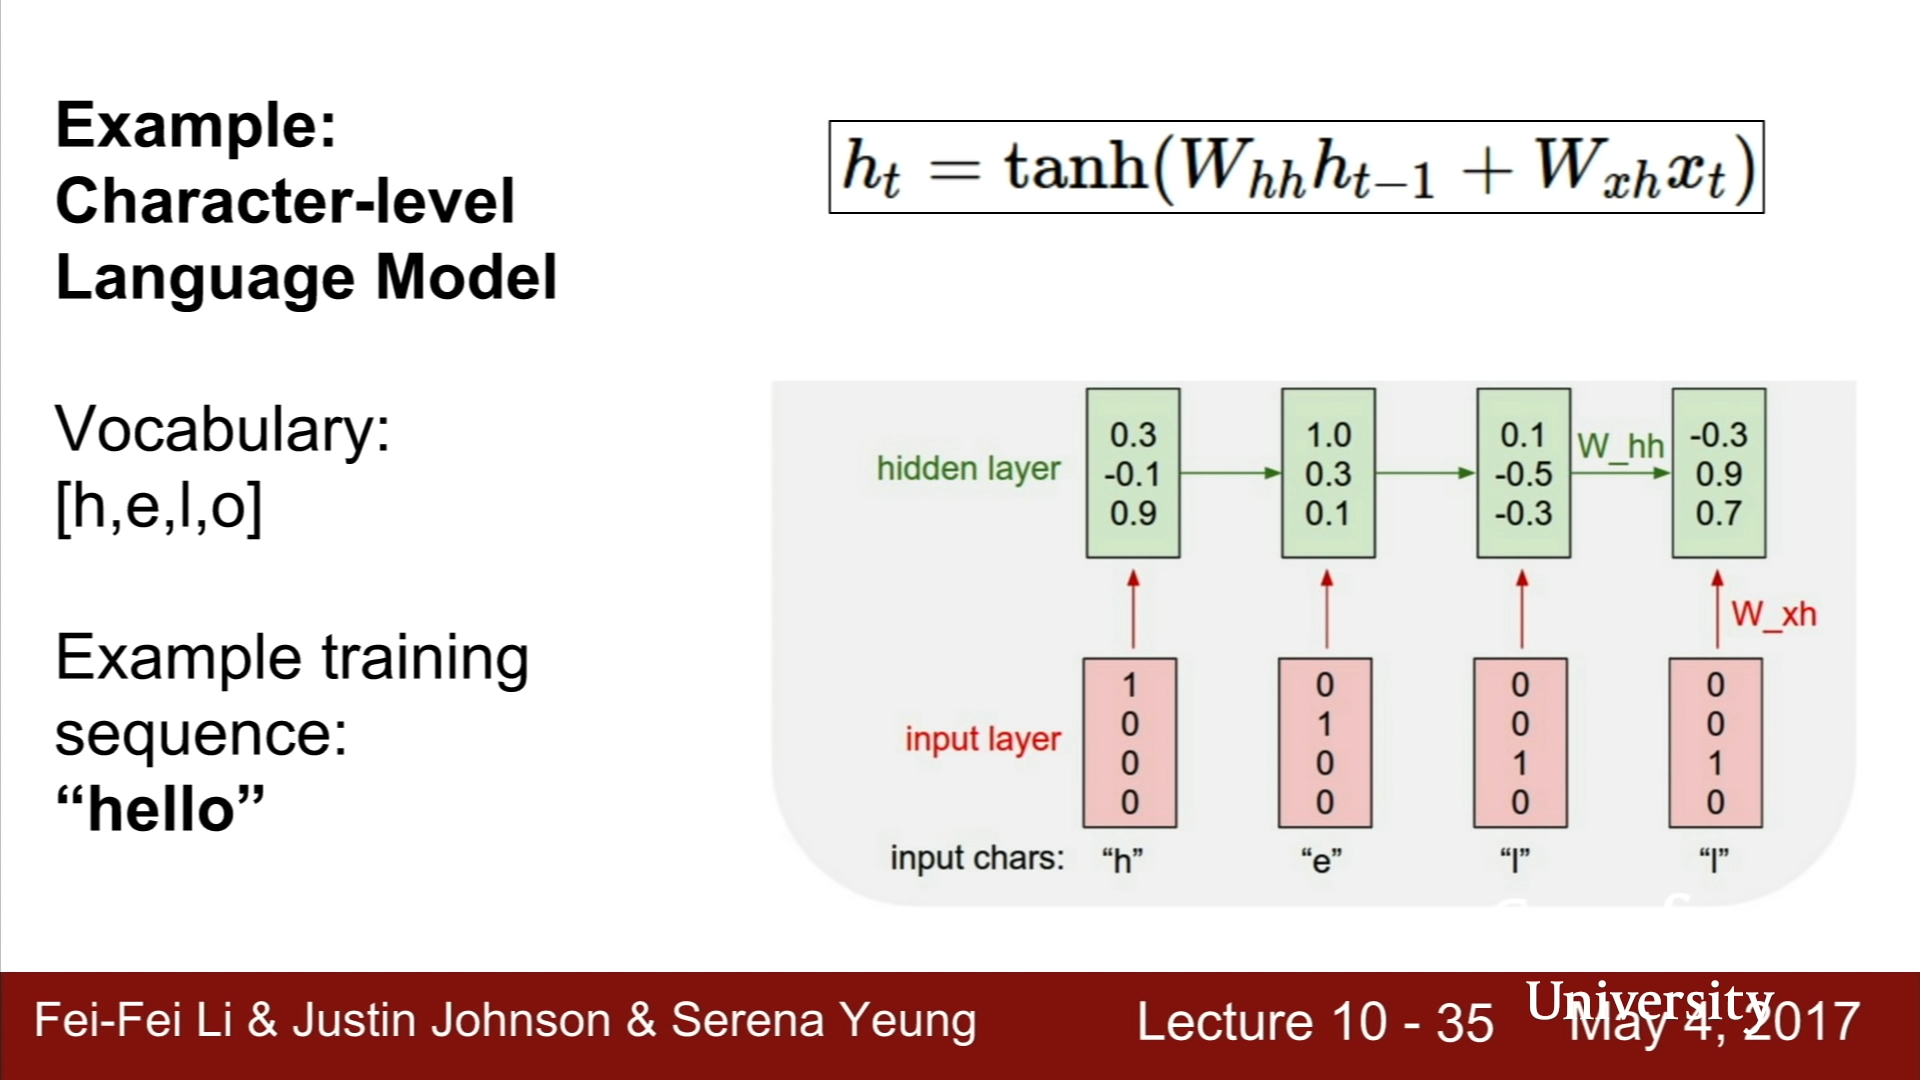 Example:
Character-level
Language Model
Vocabulary:
[h,e,l,o]
Example training
sequence:
“hello”
h_t = tanh(W_{hh}h_{t-1} + W_{xh}x_t)
hidden layer
0.3
-0.1
0.9
1.0
0.3
0.1
0.1
-0.5
-0.3
W_hh
-0.3
0.9
0.7
W_xh
input layer
1
0
0
0
0
1
0
0
0
0
1
0
0
0
1
0
input chars: “h” “e” “l” “l”
Fei-Fei Li & Justin Johnson & Serena Yeung
Lecture 10 - 35
May 4, 2017
University